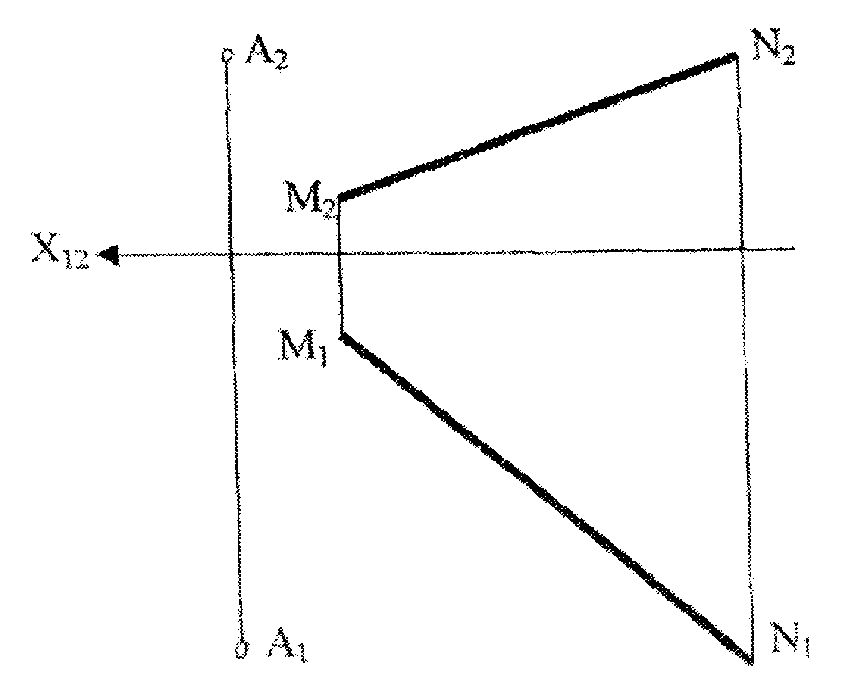 A₂
N₂
M₂
X₁₂
M₁
A₁
N₁